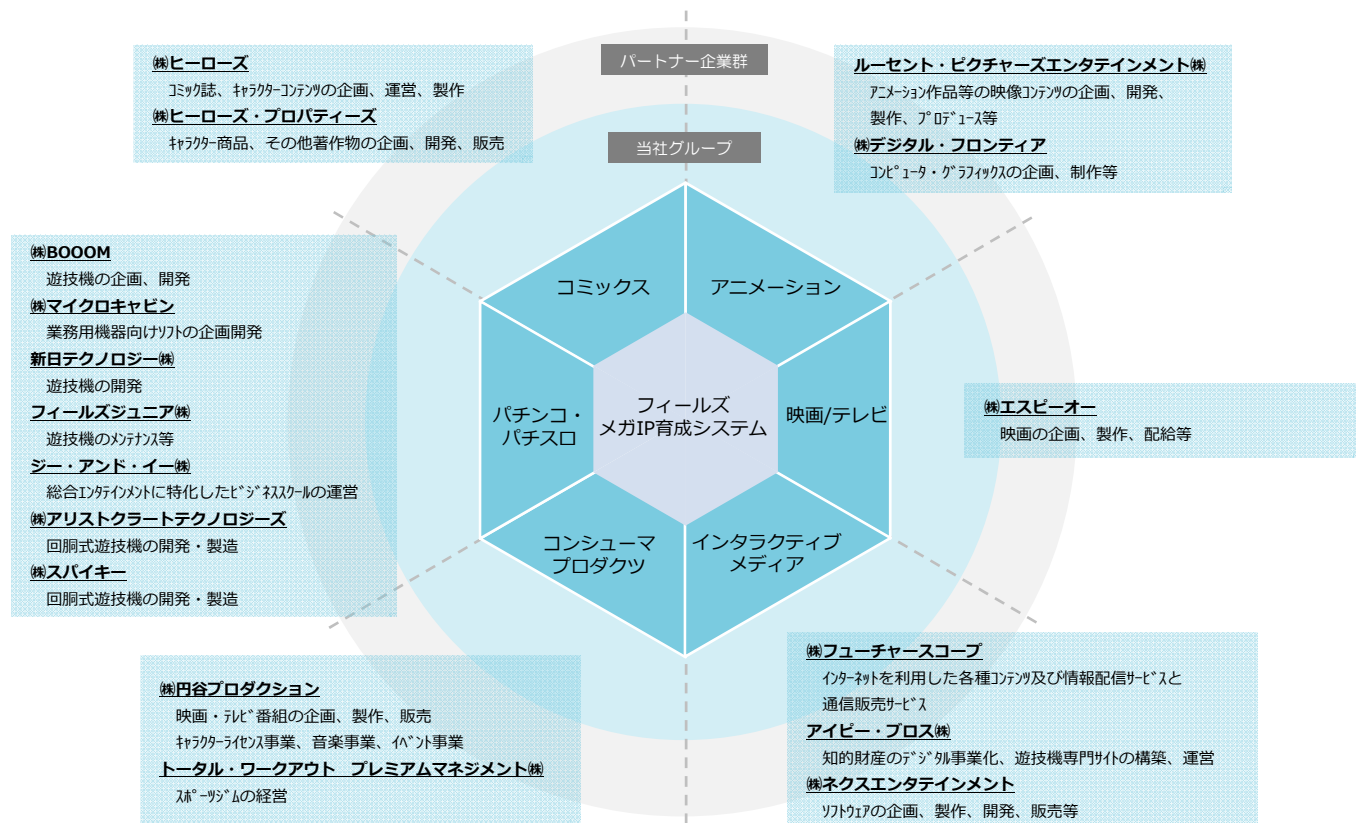 パートナー企業群
当社グループ
㈱ヒーローズ
コミック誌、ｷｬﾗｸﾀｰｺﾝﾃﾝﾂの企画、運営、製作
㈱ヒーローズ・プロパティーズ
ｷｬﾗｸﾀｰ商品、その他著作物の企画、開発、販売
ルーセント・ピクチャーズエンタテインメント㈱
ｱﾆﾒｰｼｮﾝ作品等の映像ｺﾝﾃﾝﾂの企画、開発、
製作、ﾌﾟﾛﾃﾞｭｰｽ等
㈱デジタル・フロンティア
ｺﾝﾋﾟｭｰﾀ・ｸﾞﾗﾌｨｯｸｽの企画、制作等
㈱BOOOM
遊技機の企画、開発
㈱マイクロキャビン
業務用機器向けｿﾌﾄの企画開発
新日テクノロジー㈱
遊技機の開発
フィールズジュニア㈱
遊技機のﾒﾝﾃﾅﾝｽ等
ジー・アンド・イー㈱
総合ｴﾝﾀﾃｲﾝﾒﾝﾄに特化したﾋﾞｼﾞﾈｽｽｸｰﾙの運営
㈱アリストクラートテクノロジーズ
回胴式遊技機の開発・製造
㈱スパイキー
回胴式遊技機の開発・製造
コミックス
アニメーション
パチンコ・
パチスロ
フィールズ
メガIP育成システム
映画/テレビ
コンシューマ
プロダクツ
インタラクティブ
メディア
㈱エスピーオー
映画の企画、製作、配給等
㈱円谷プロダクション
映画・ﾃﾚﾋﾞ番組の企画、製作、販売
ｷｬﾗｸﾀｰﾗｲｾﾝｽ事業、音楽事業、ｲﾍﾞﾝﾄ事業
トータル・ワークアウト　プレミアムマネジメント㈱
ｽﾎﾟｰﾂｼﾞﾑの経営
㈱フューチャースコープ
ｲﾝﾀｰﾈｯﾄを利用した各種ｺﾝﾃﾝﾂ及び情報配信ｻｰﾋﾞｽと
通信販売ｻｰﾋﾞｽ
アイピー・ブロス㈱
知的財産のﾃﾞｼﾞﾀﾙ事業化、遊技機専門ｻｲﾄの構築、運営
㈱ネクスエンタテインメント
ｿﾌﾄｳｪｱの企画、製作、開発、販売等